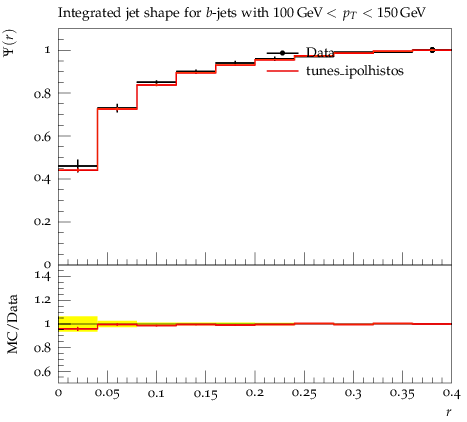 Integrated jet shape for b-jets with 100 GeV < p_T < 150 GeV
Ψ(r)
Data
tunes_ipolhistos
1
0.8
0.6
0.4
0.2
0
MC/Data
1.4
1.2
1
0.8
0.6
0 0.05 0.1 0.15 0.2 0.25 0.3 0.35 0.4
r